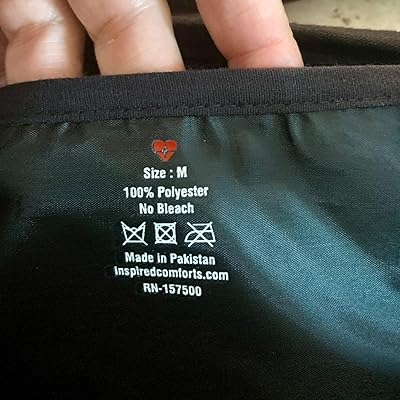 Size : M
100% Polyester
No Bleach
Made in Pakistan
Inspiredcomforts.com
RN-157500